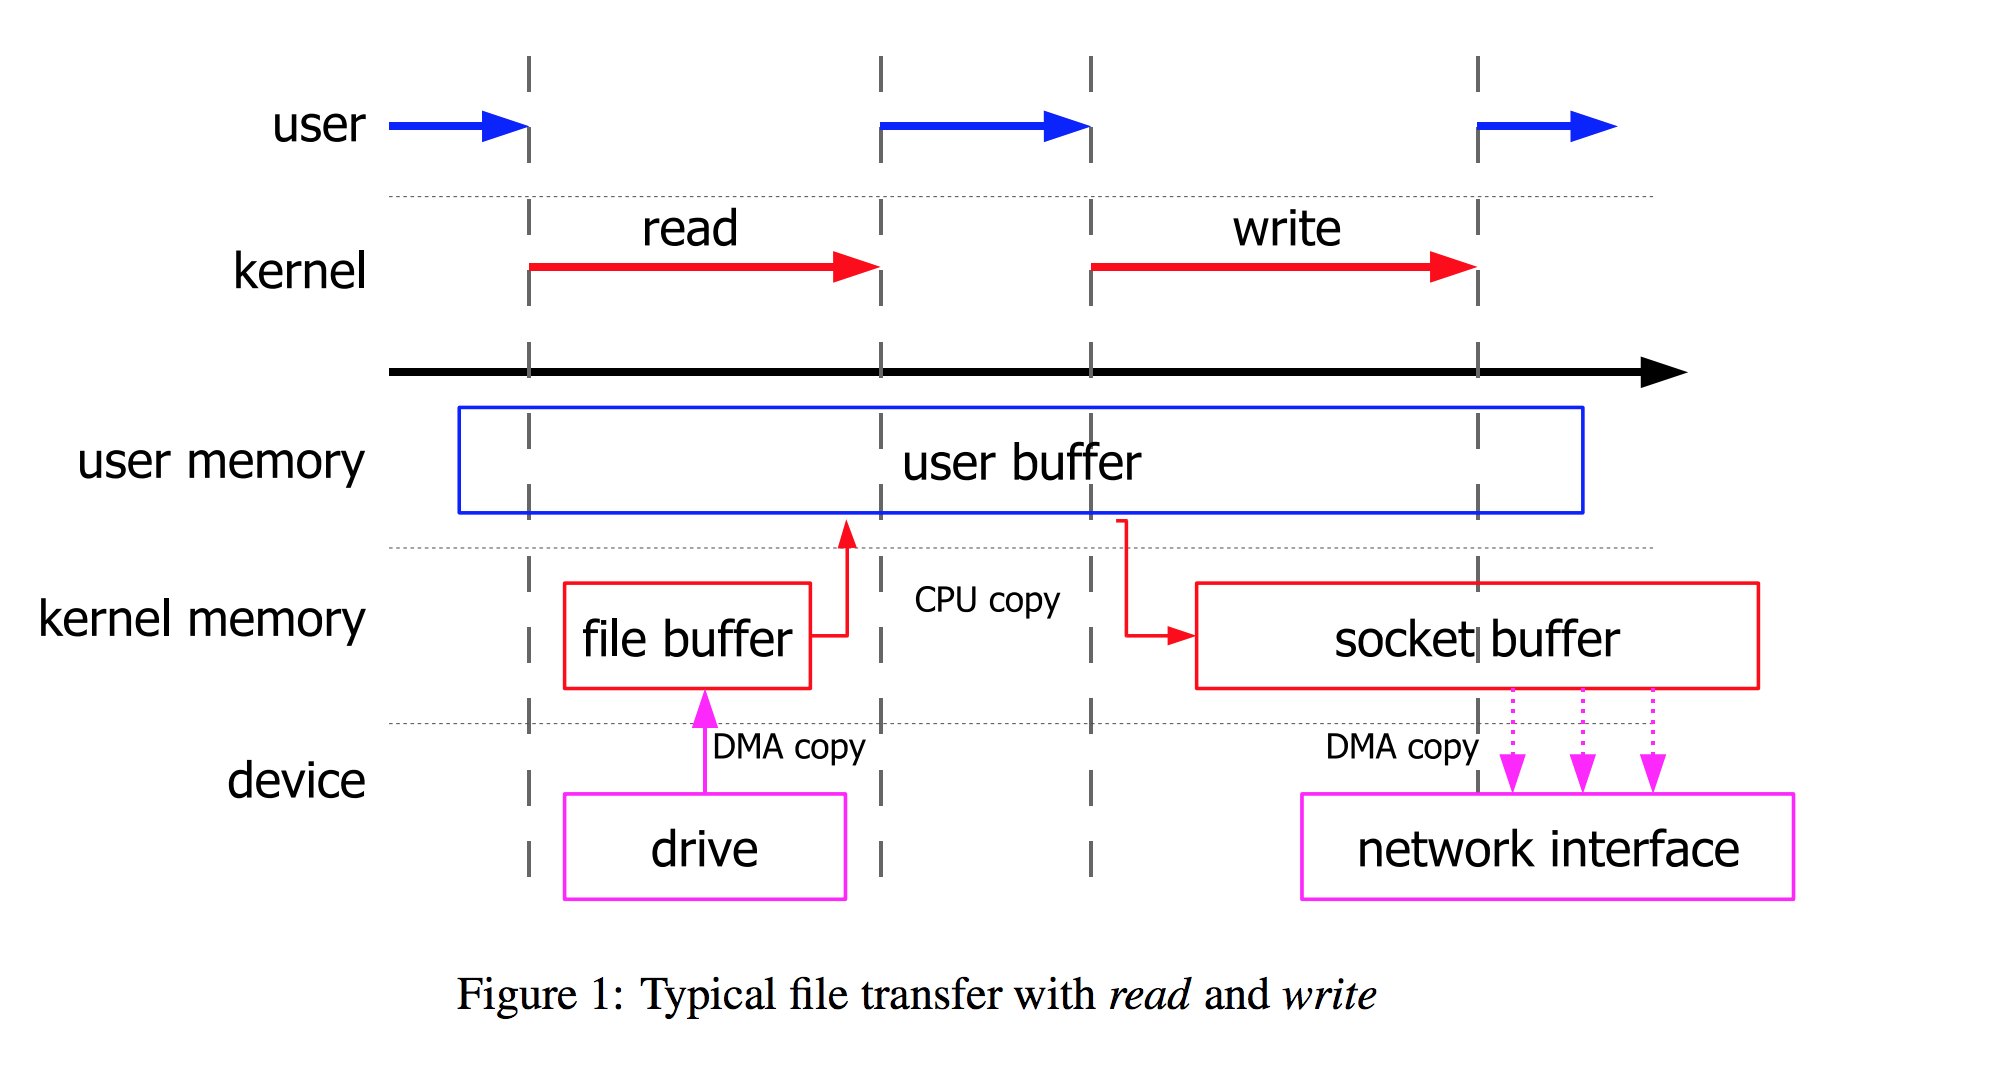 user
read
write
kernel
user memory
user buffer
CPU copy
kernel memory
file buffer
socket buffer
DMA copy
DMA copy
device
drive
network interface
Figure 1: Typical file transfer with read and write